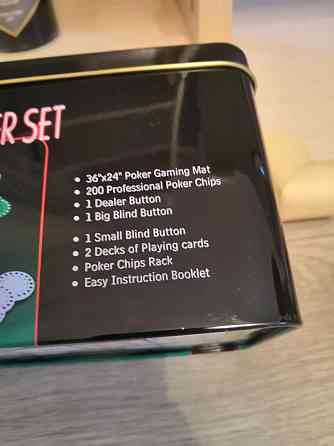 ER SET
36"x24" Poker Gaming Mat
200 Professional Poker Chips
1 Dealer Button
1 Big Blind Button
1 Small Blind Button
2 Decks of Playing cards
Poker Chips Rack
Easy Instruction Booklet